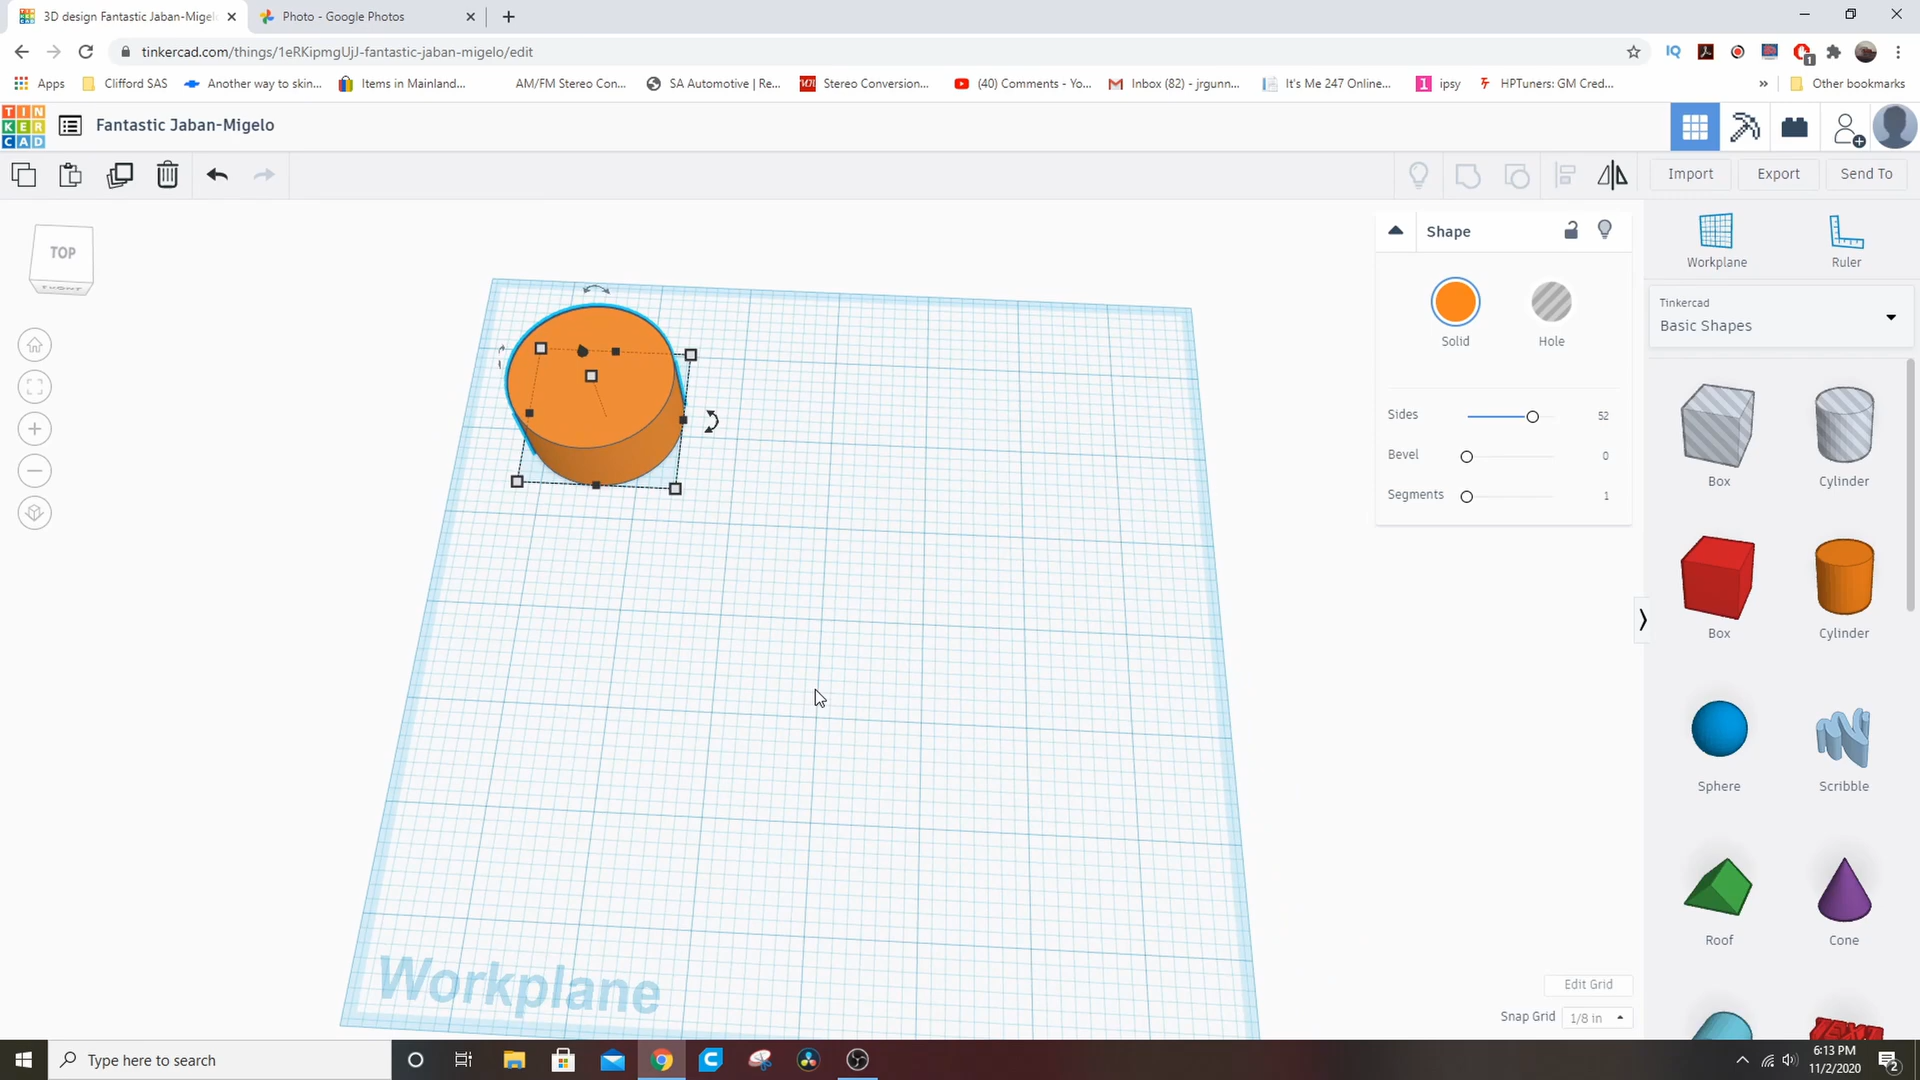 3D design Fantastic Jaban-Migel
Photo - Google Photos
tinkercad.com/things/1eRKipmgUjJ-fantastic-jaban-migelo/edit
Apps
Clifford SAS
Another way to skin...
Items in Mainland...
AM/FM Stereo Con...
SA Automotive | Re...
Stereo Conversion...
(40) Comments - Yo...
Inbox (82) - jrgunn...
It's Me 247 Online...
ipsy
HPTuners: GM Cred...
»
Other bookmarks
TIN
KER
CAD
Fantastic Jaban-Migelo
Import
Export
Send To
TOP
FRONT
Shape
Solid
Hole
Sides
52
Bevel
0
Segments
1
Workplane
Ruler
Tinkercad
Basic Shapes
Box
Cylinder
Box
Cylinder
Sphere
Scribble
Roof
Cone
TEXT
Workplane
Edit Grid
Snap Grid
1/8 in
Type here to search
6:13 PM
11/2/2020
2